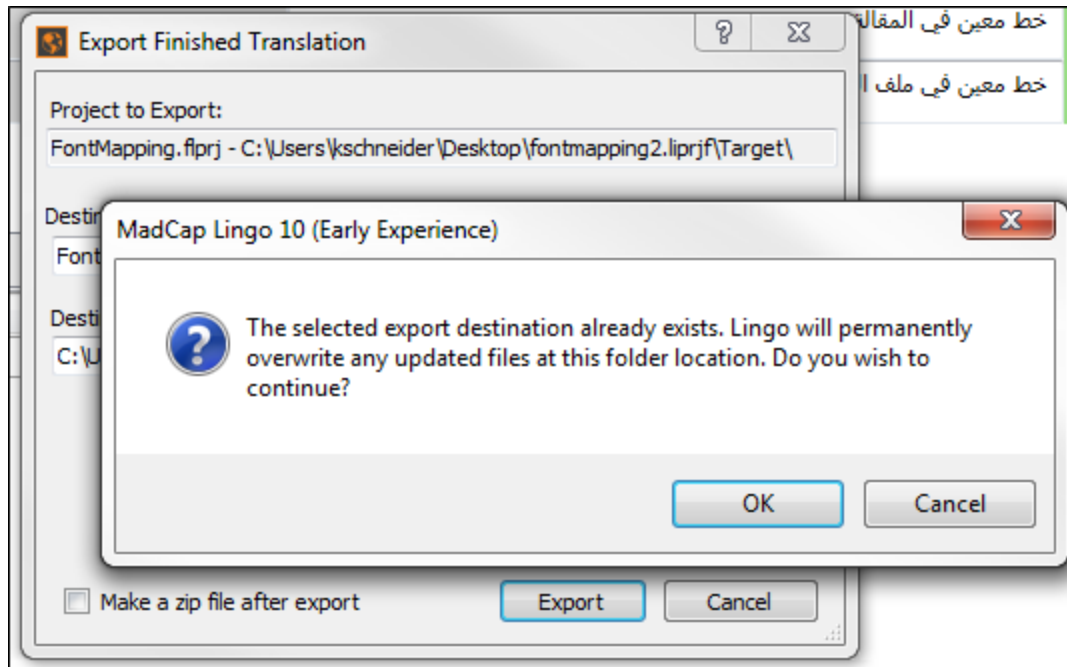 Export Finished Translation
خط معين في المقالة
خط معين في ملف
Project to Export:
FontMapping.flprj - C:\Users\kschneider\Desktop\fontmapping2.liprjf\Target\
MadCap Lingo 10 (Early Experience)
The selected export destination already exists. Lingo will permanently
overwrite any updated files at this folder location. Do you wish to
continue?
OK
Cancel
Make a zip file after export
Export
Cancel